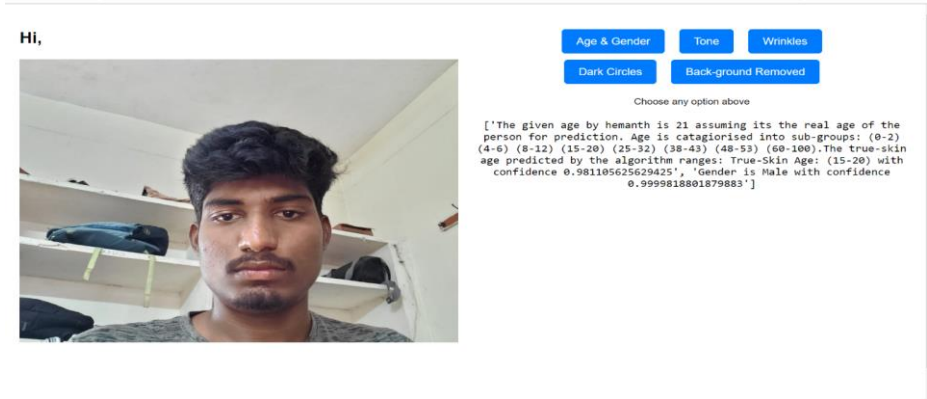 Hi,
Age & Gender
Tone
Wrinkles
Dark Circles
Back-ground Removed
Choose any option above
['The given age by hemanth is 21 assuming its the real age of the
person for prediction. Age is catagiorised into sub-groups: (0-2)
(4-6) (8-12) (15-20) (25-32) (38-43) (48-53) (60-100).The true-skin
age predicted by the algorithm ranges: True-Skin Age: (15-20) with
confidence 0.981105625629425', 'Gender is Male with confidence
0.9999818801879883']